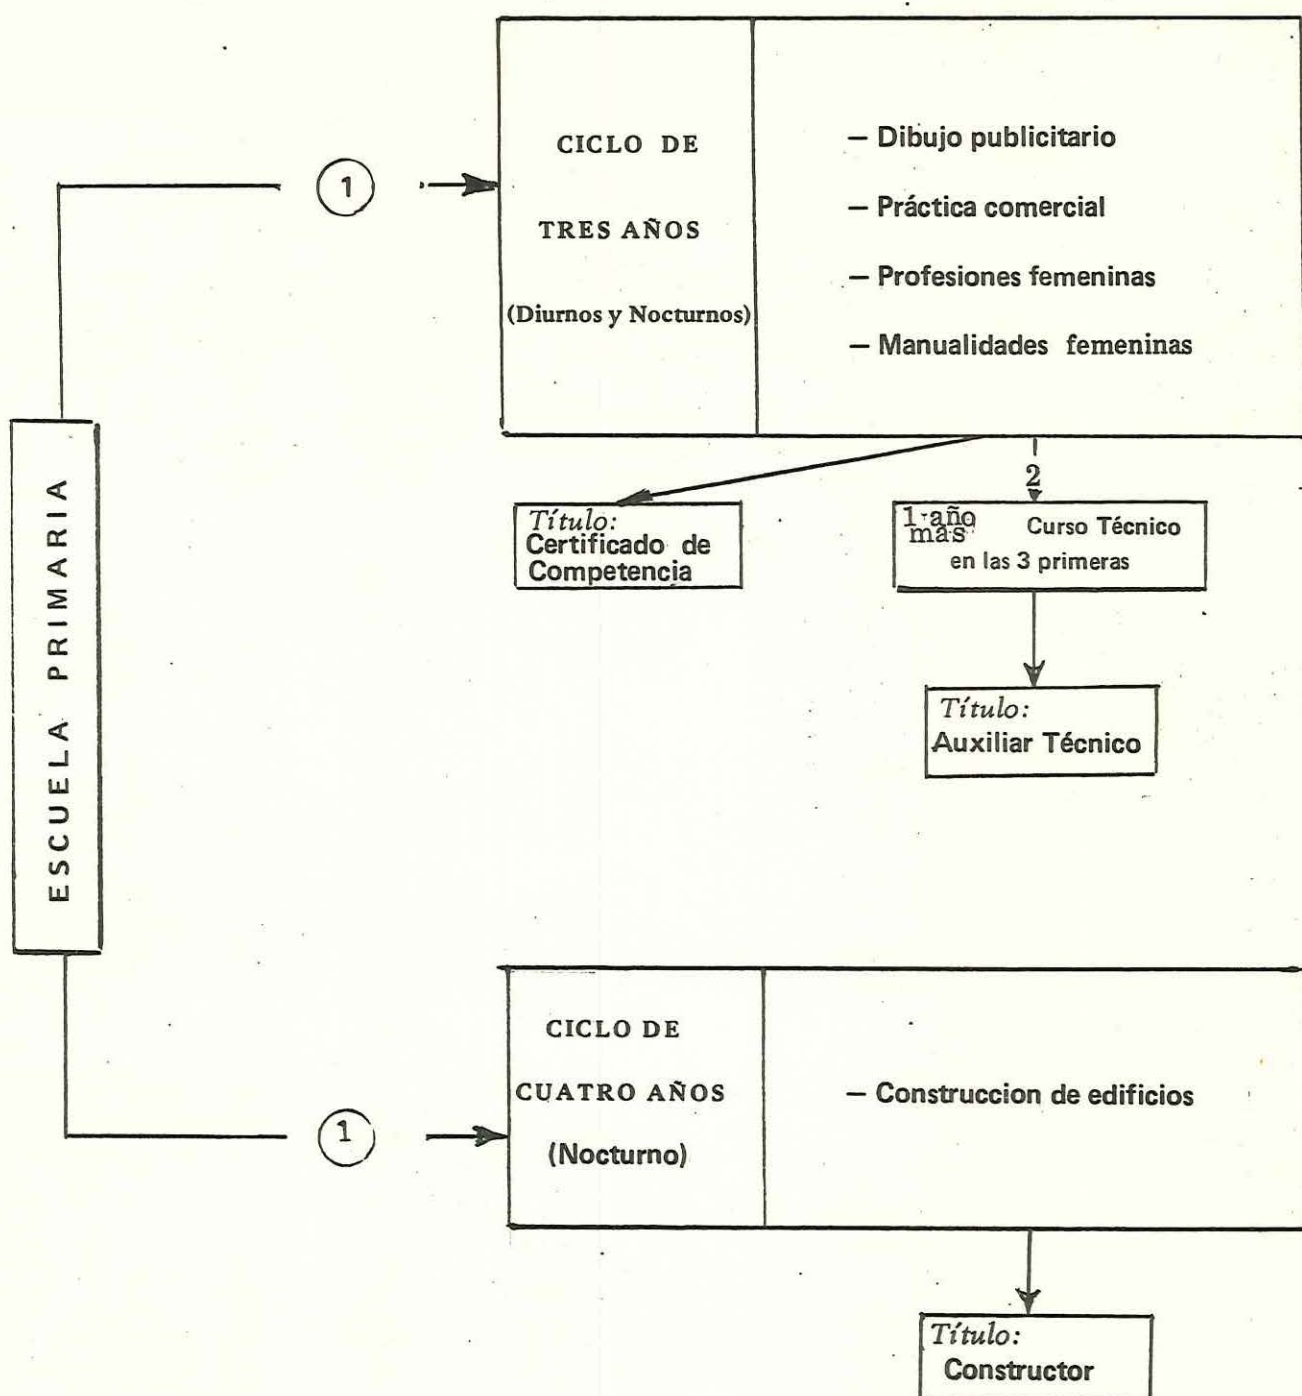 ESCUELA PRIMARIA
1
CICLO DE
TRES AÑOS
(Diurnos y Nocturnos)
— Dibujo publicitario
— Práctica comercial
— Profesiones femeninas
— Manualidades femeninas
Título:
Certificado de
Competencia
2
1 año
mas Curso Técnico
en las 3 primeras
Título:
Auxiliar Técnico
1
CICLO DE
CUATRO AÑOS
(Nocturno)
— Construccion de edificios
Título:
Constructor